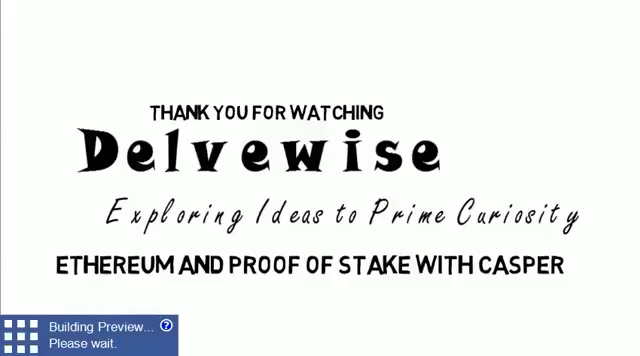 THANK YOU FOR WATCHING
Delvewise
Exploring Ideas to Prime Curiosity
ETHEREUM AND PROOF OF STAKE WITH CASPER
Building Preview... ?
Please wait.